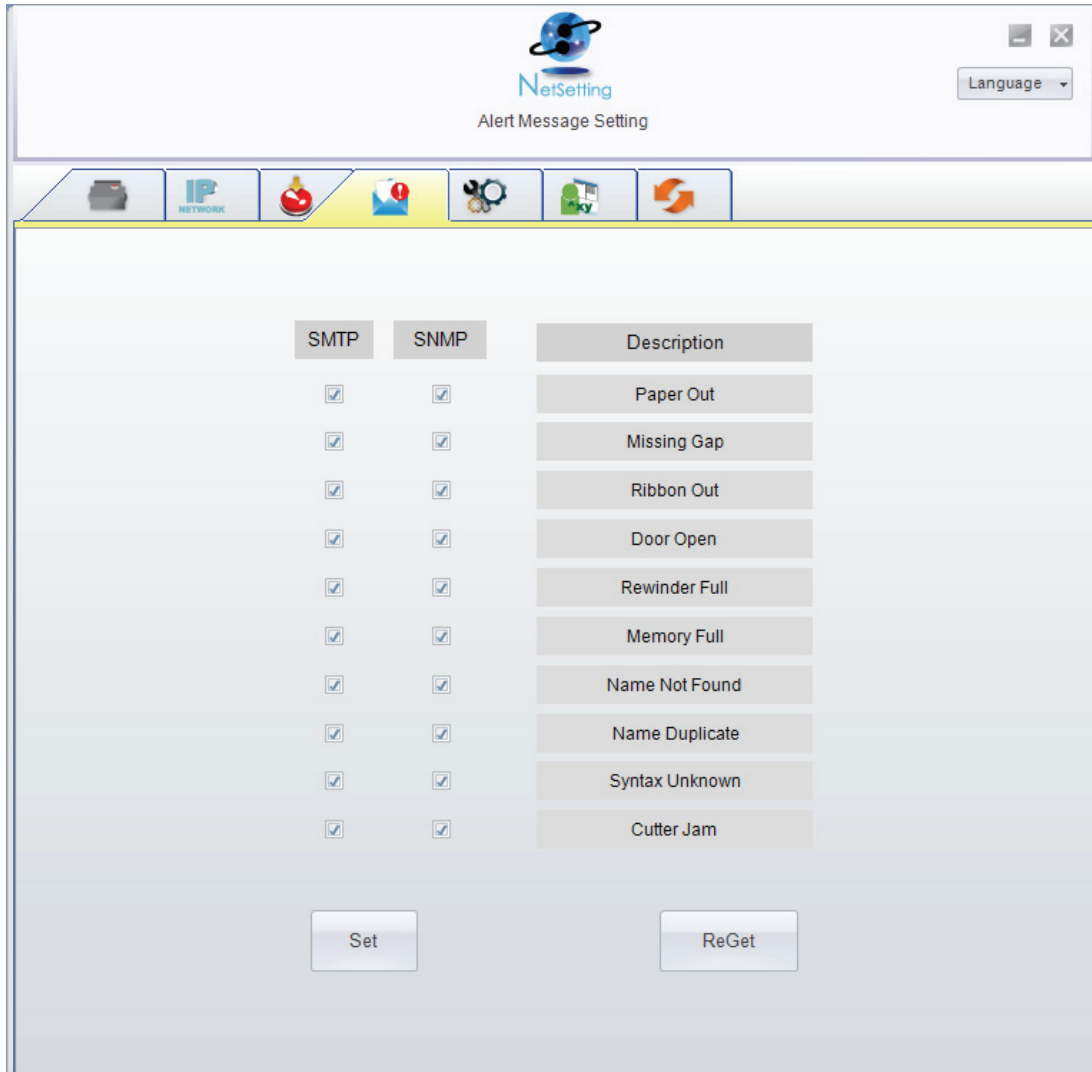 NetSetting
Language
Alert Message Setting
IP
NETWORK
^XY
SMTP SNMP Description
Paper Out
Missing Gap
Ribbon Out
Door Open
Rewinder Full
Memory Full
Name Not Found
Name Duplicate
Syntax Unknown
Cutter Jam
Set ReGet